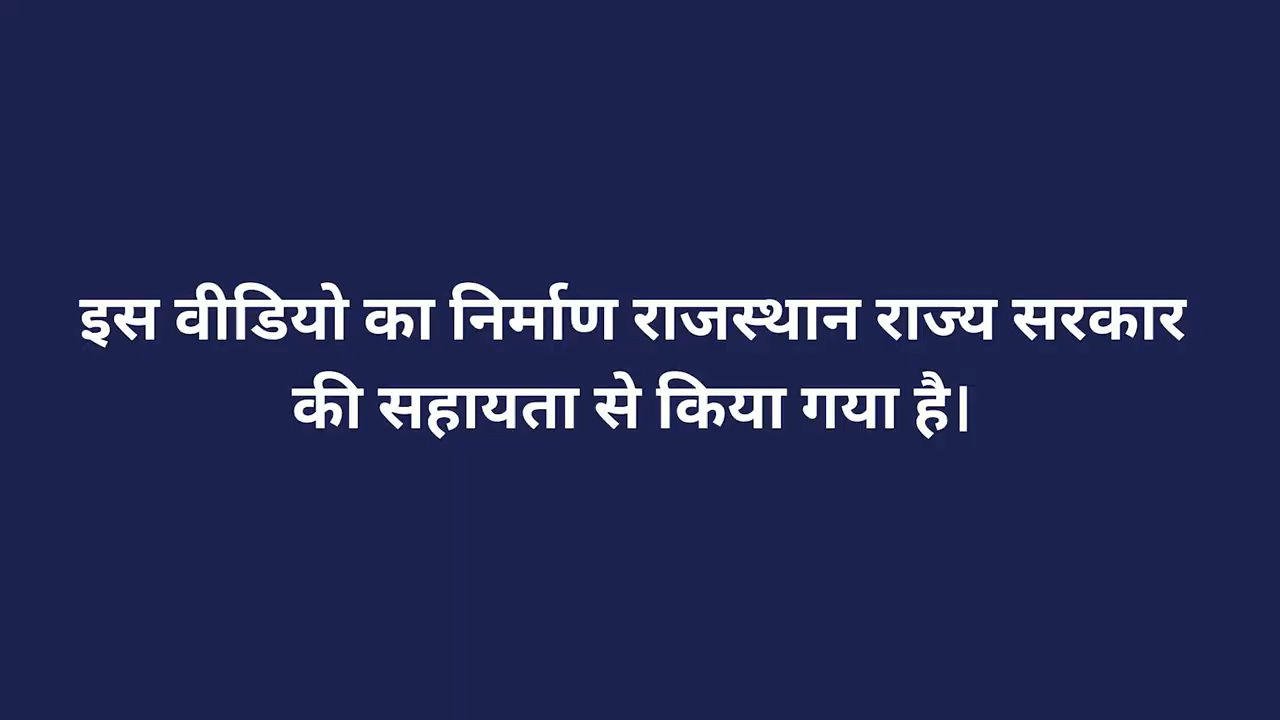 इस वीडियो का निर्माण राजस्थान राज्य सरकार
की सहायता से किया गया है।